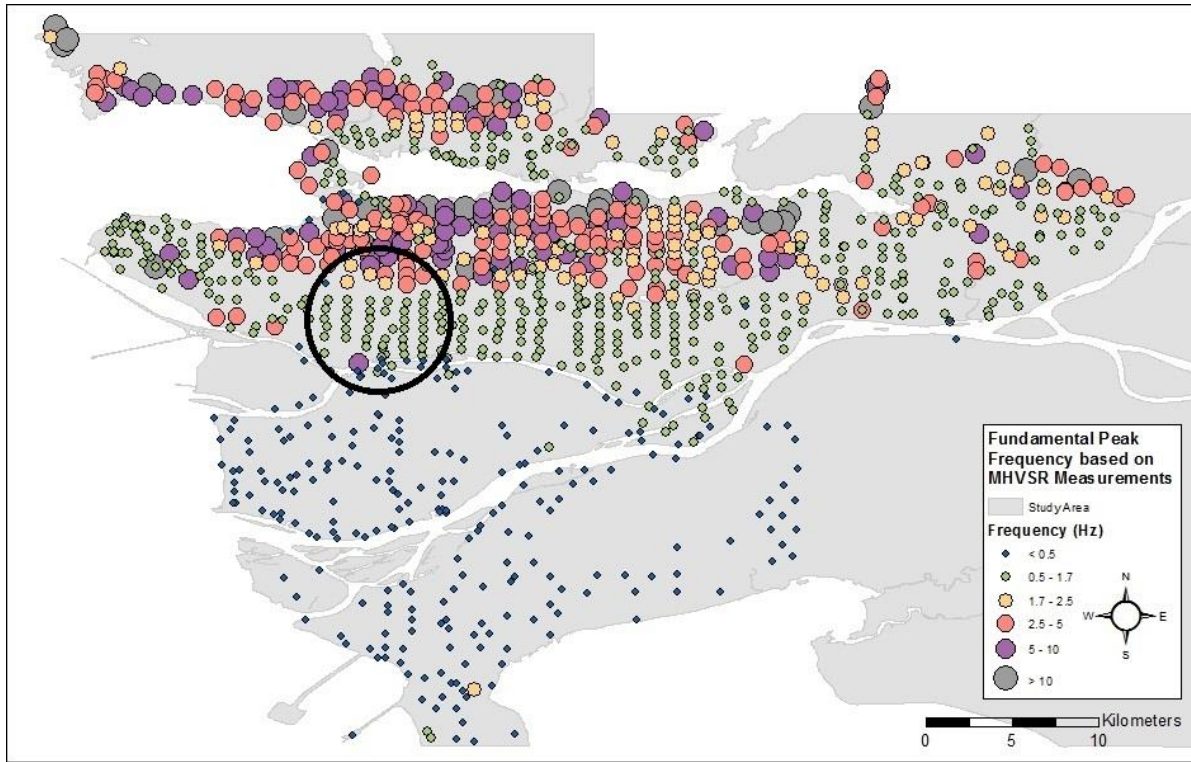 Fundamental Peak
Frequency based on
MHVSR Measurements
Study Area
Frequency (Hz)
< 0.5
0.5 - 1.7
1.7 - 2.5
2.5 - 5
5 - 10
> 10
N
W E
S
Kilometers
0 5 10